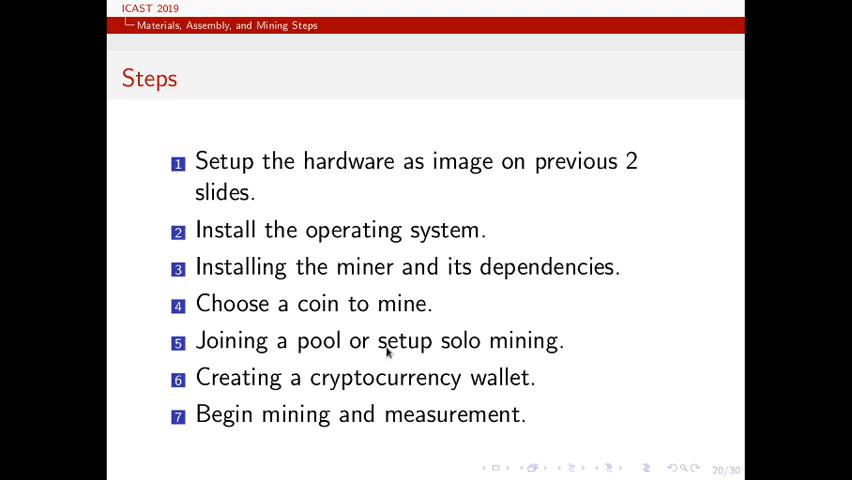 ICAST 2019
Materials, Assembly, and Mining Steps
Steps
1 Setup the hardware as image on previous 2
slides.
2 Install the operating system.
3 Installing the miner and its dependencies.
4 Choose a coin to mine.
5 Joining a pool or setup solo mining.
6 Creating a cryptocurrency wallet.
7 Begin mining and measurement.
20/30